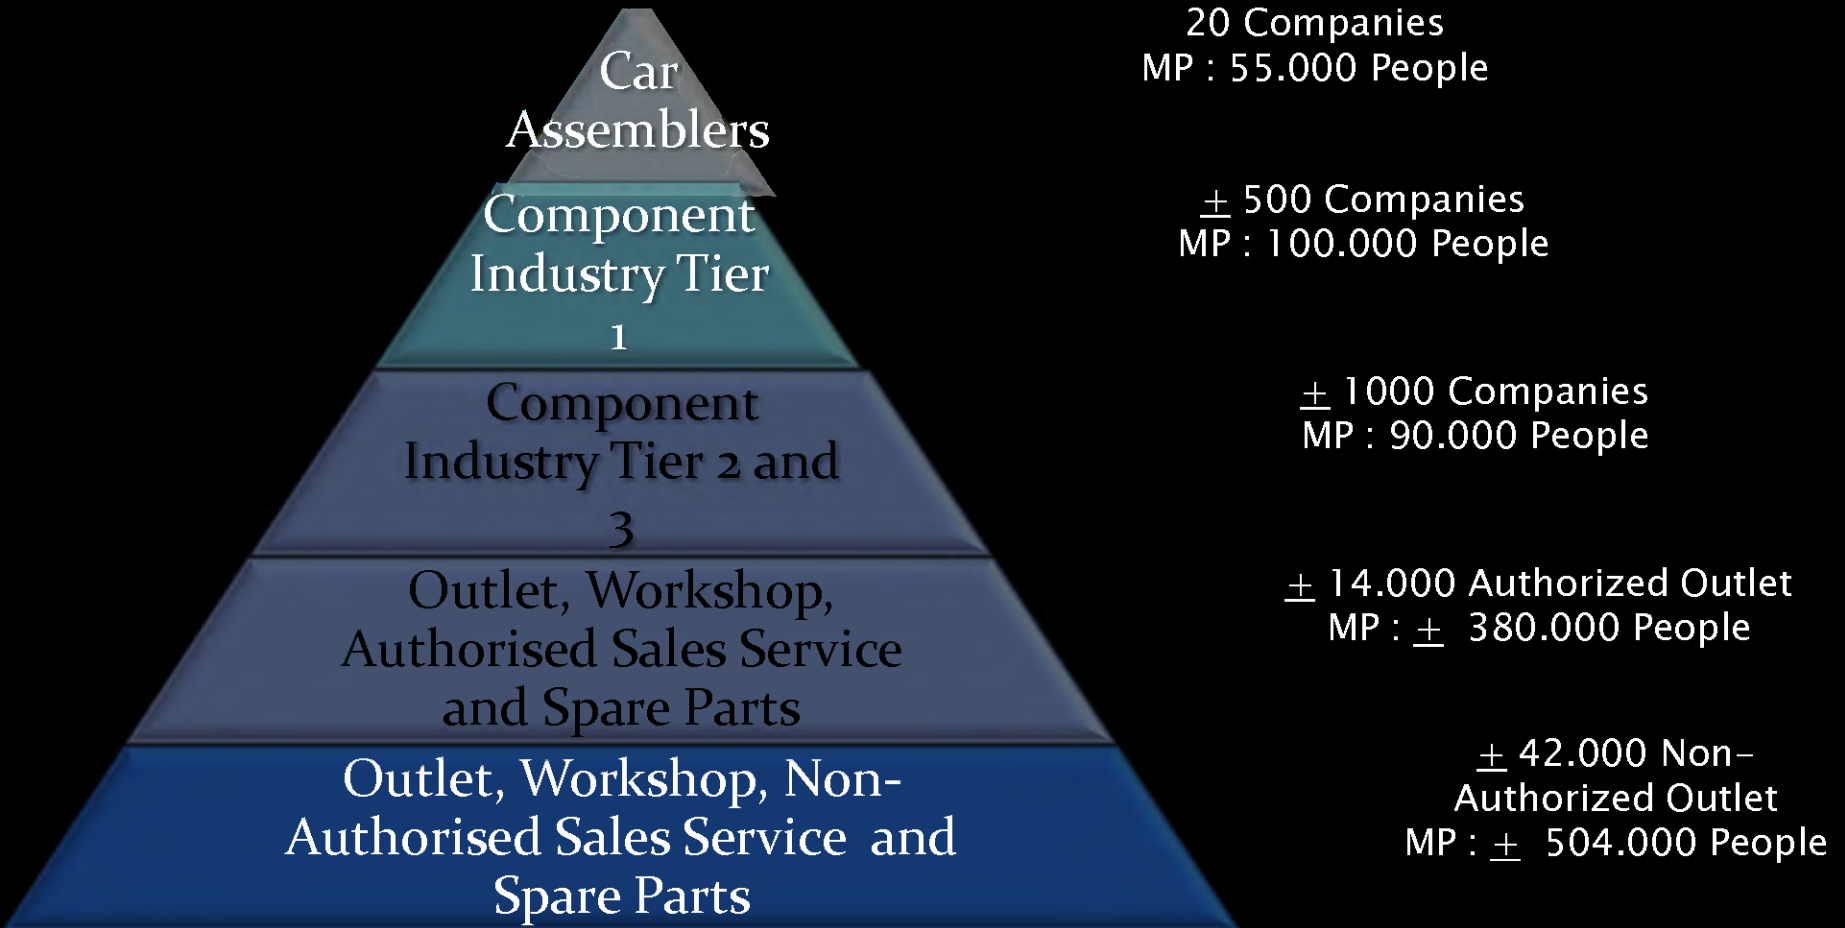 Car
Assemblers
20 Companies
MP : 55.000 People
Component
Industry Tier
1
± 500 Companies
MP : 100.000 People
Component
Industry Tier 2 and
3
± 1000 Companies
MP : 90.000 People
Outlet, Workshop,
Authorised Sales Service
and Spare Parts
± 14.000 Authorized Outlet
MP : ± 380.000 People
Outlet, Workshop, Non-
Authorised Sales Service and
Spare Parts
± 42.000 Non-
Authorized Outlet
MP : ± 504.000 People